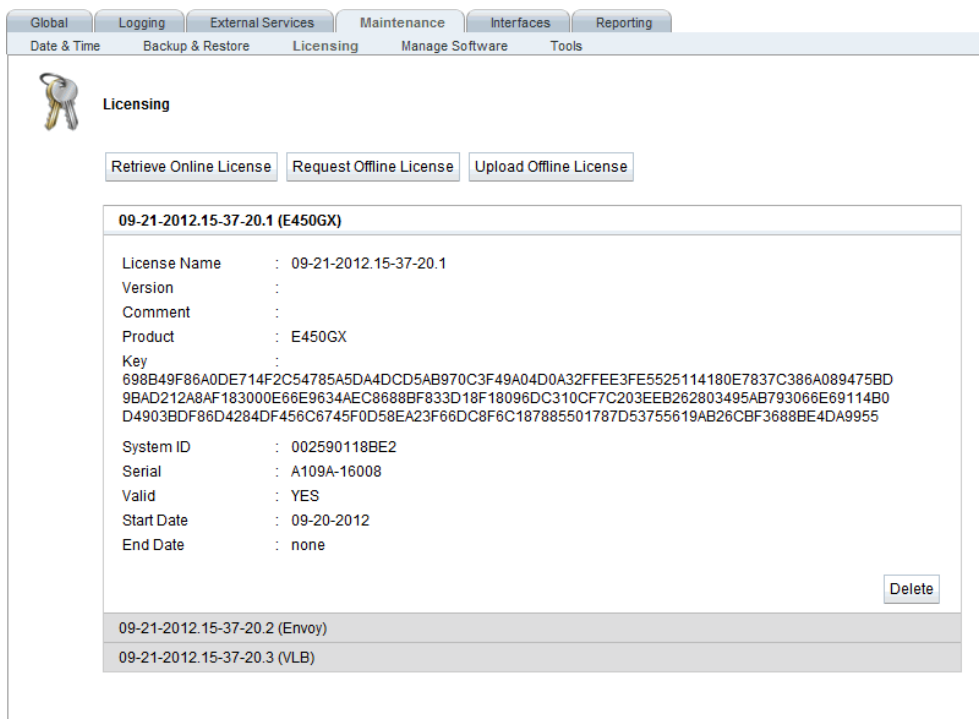 Global Logging External Services Maintenance Interfaces Reporting
Date & Time Backup & Restore Licensing Manage Software Tools
Licensing
Retrieve Online License Request Offline License Upload Offline License
09-21-2012.15-37-20.1 (E450GX)
License Name : 09-21-2012.15-37-20.1
Version :
Comment :
Product : E450GX
Key :
698B49F86A0DE714F2C54785A5DA4DCD5AB970C3F49A04D0A32FFEE3FE5525114180E7837C386A089475BD
9BAD212A8AF183000E66E9634AEC8688BF833D18F18096DC310CF7C203EEB262803495AB793066E69114B0
D4903BDF86D4284DF456C6745F0D58EA23F66DC8F6C187885501787D53755619AB26CBF3688BE4DA9955
System ID : 002590118BE2
Serial : A109A-16008
Valid : YES
Start Date : 09-20-2012
End Date : none
Delete
09-21-2012.15-37-20.2 (Envoy)
09-21-2012.15-37-20.3 (VLB)